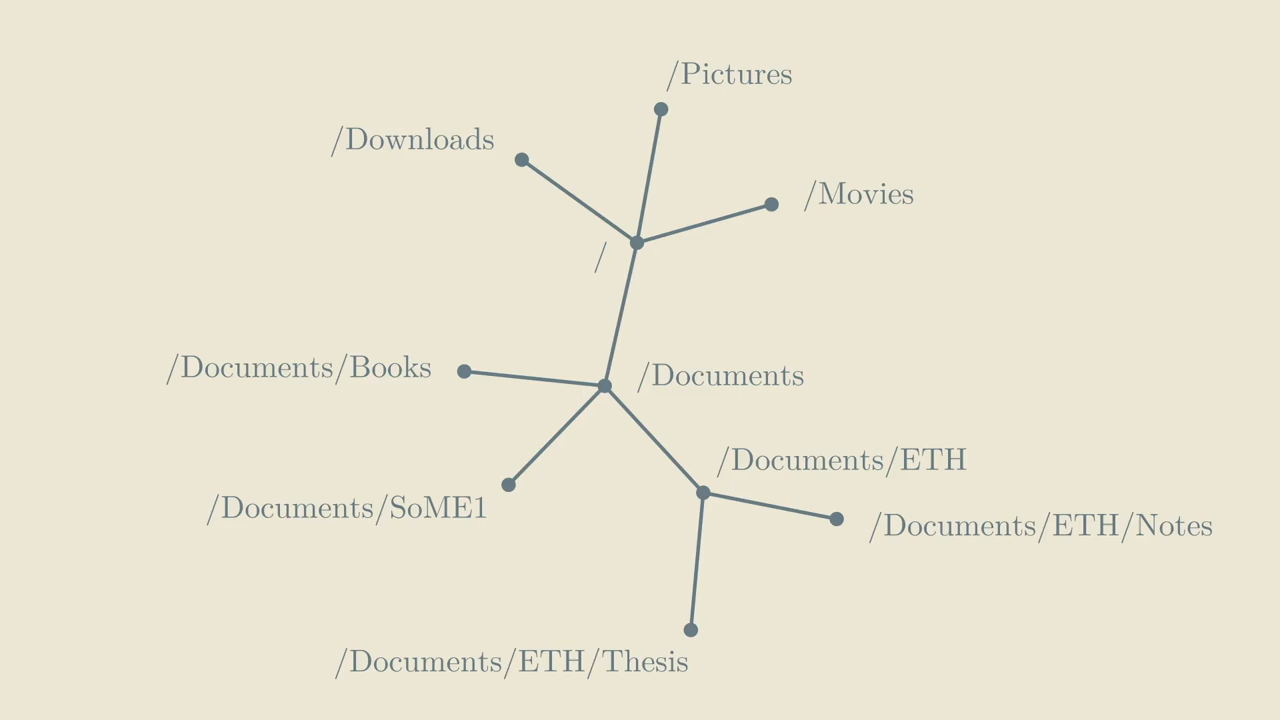 /Pictures
/Downloads
/Movies
/
/Documents/Books
/Documents
/Documents/ETH
/Documents/SoME1
/Documents/ETH/Notes
/Documents/ETH/Thesis